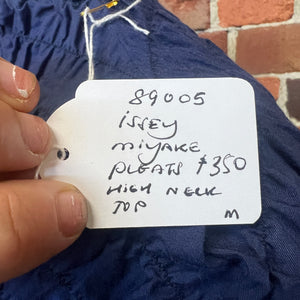 89005
issey
miyake
pleats $350
high neck
top
M